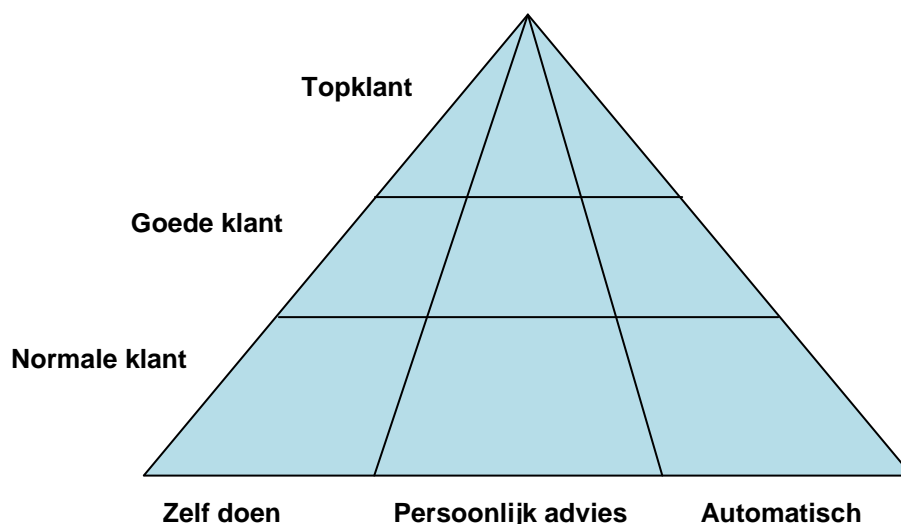 Topklant
Goede klant
Normale klant
Zelf doen Persoonlijk advies Automatisch